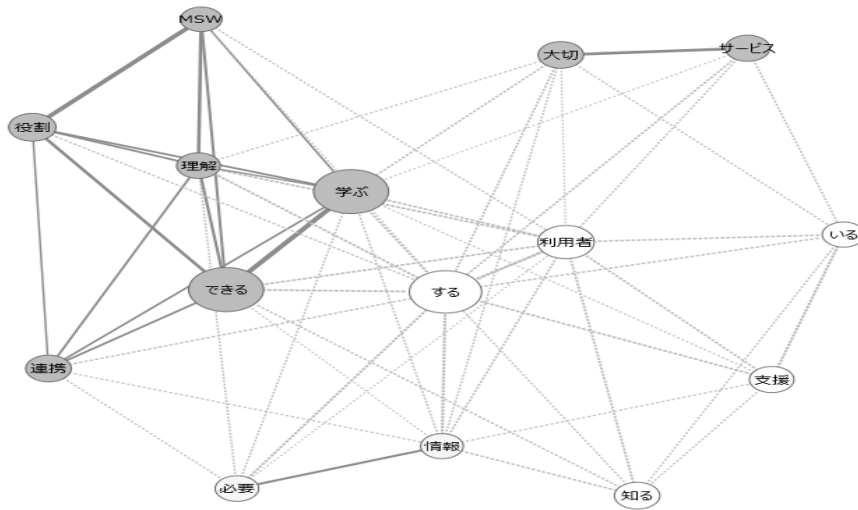 MSW
大切
サービス
役割
理解
学ぶ
利用者
いる
できる
する
連携
支援
情報
必要
知る